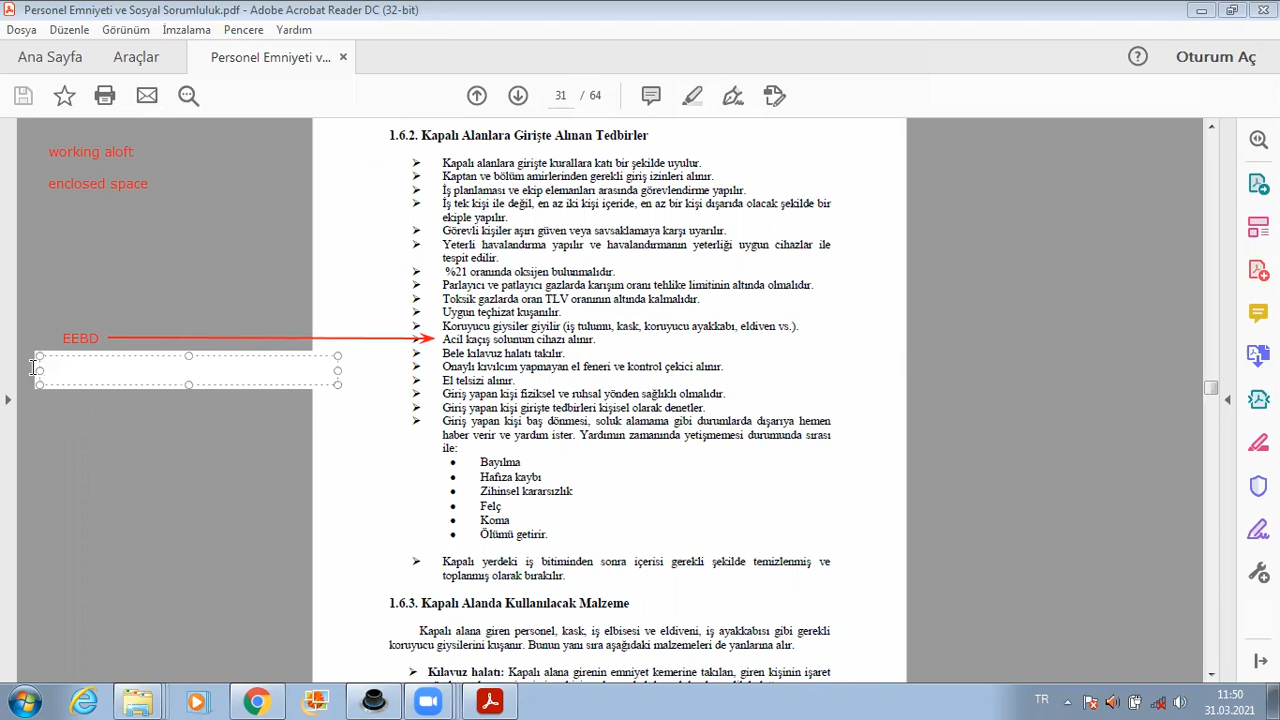 Personel Emniyeti ve Sosyal Sorumluluk.pdf - Adobe Acrobat Reader DC (32-bit)
Dosya Düzenle Görünüm İmzalama Pencere Yardım
Ana Sayfa Araçlar Personel Emniyeti v... × ? Oturum Aç
31 / 64
working aloft
enclosed space
EEBD
1.6.2. Kapalı Alanlara Girişte Alınan Tedbirler
➢ Kapalı alanlara girişte kurallara katı bir şekilde uyulur.
➢ Kaptan ve bölüm amirlerinden gerekli giriş izinleri alınır.
➢ İş planlaması ve ekip elemanları arasında görevlendirme yapılır.
➢ İş tek kişi ile değil, en az iki kişi içeride, en az bir kişi dışarıda olacak şekilde bir
ekiple yapılır.
➢ Görevli kişiler aşırı güven veya savsaklamaya karşı uyarılır.
➢ Yeterli havalandırma yapılır ve havalandırmanın yeterliği uygun cihazlar ile
tespit edilir.
➢ %21 oranında oksijen bulunmalıdır.
➢ Parlayıcı ve patlayıcı gazlarda karışım oranı tehlike limitinin altında olmalıdır.
➢ Toksik gazlarda oran TLV oranının altında kalmalıdır.
➢ Uygun teçhizat kuşanılır.
➢ Koruyucu giysiler giyilir (iş tulumu, kask, koruyucu ayakkabı, eldiven vs.).
➢ Acil kaçış solunum cihazı alınır.
➢ Bele kılavuz halatı takılır.
➢ Onaylı kıvılcım yapmayan el feneri ve kontrol çekici alınır.
➢ El telsizi alınır.
➢ Giriş yapan kişi fiziksel ve ruhsal yönden sağlıklı olmalıdır.
➢ Giriş yapan kişi girişte tedbirleri kişisel olarak denetler.
➢ Giriş yapan kişi baş dönmesi, soluk alamama gibi durumlarda dışarıya hemen
haber verir ve yardım ister. Yardımın zamanında yetişmemesi durumunda sırası
ile:
● Bayılma
● Hafıza kaybı
● Zihinsel kararsızlık
● Felç
● Koma
● Ölümü getirir.
➢ Kapalı yerdeki iş bitiminden sonra içerisi gerekli şekilde temizlenmiş ve
toplanmış olarak bırakılır.
1.6.3. Kapalı Alanda Kullanılacak Malzeme
Kapalı alana giren personel, kask, iş elbisesi ve eldiveni, iş ayakkabısı gibi gerekli
koruyucu giysilerini kuşanır. Bunun yanı sıra aşağıdaki malzemeleri de yanlarına alır.
➢ Kılavuz halatı: Kapalı alana girenin emniyet kemerine takılan, giren kişinin işaret
TR 11:50
31.03.2021